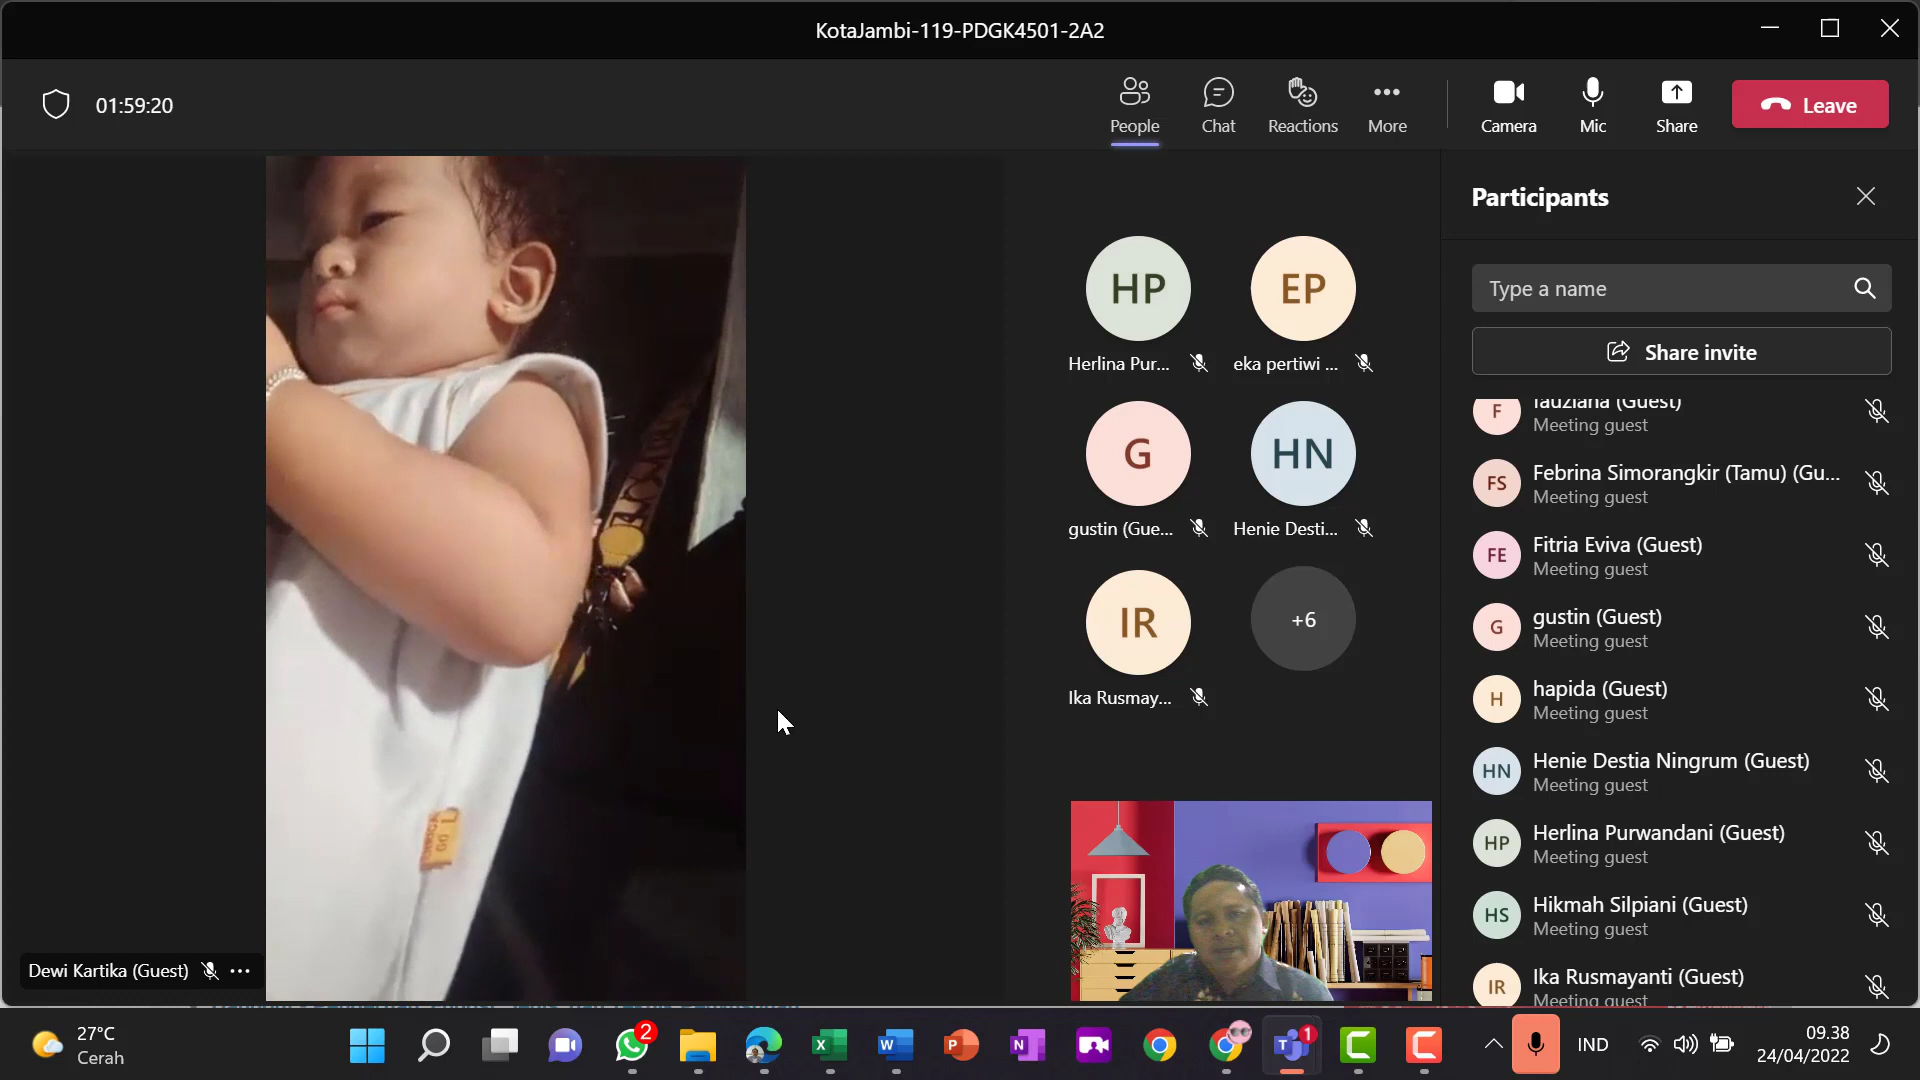 KotaJambi-119-PDGK4501-2A2
01:59:20
People
Chat
Reactions
More
Camera
Mic
Share
Leave
HP
Herlina Pur...
EP
eka pertiwi ...
G
gustin (Gue...
HN
Henie Desti...
IR
Ika Rusmay...
+6
Dewi Kartika (Guest)
Participants
Type a name
Share invite
F
fauziana (Guest)
Meeting guest
FS
Febrina Simorangkir (Tamu) (Gu...
Meeting guest
FE
Fitria Eviva (Guest)
Meeting guest
G
gustin (Guest)
Meeting guest
H
hapida (Guest)
Meeting guest
HN
Henie Destia Ningrum (Guest)
Meeting guest
HP
Herlina Purwandani (Guest)
Meeting guest
HS
Hikmah Silpiani (Guest)
Meeting guest
IR
Ika Rusmayanti (Guest)
Meeting guest
27°C
Cerah
2
1
IND
09.38
24/04/2022